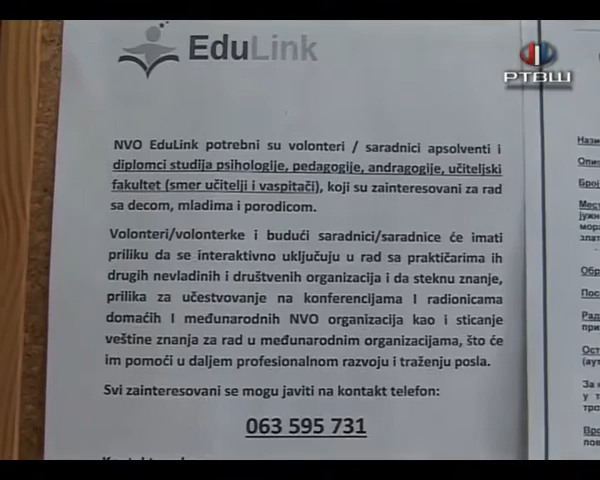 EduLink
РТВШ
NVO EduLink potrebni su volonteri / saradnici apsolventi i
diplomci studija psihologije, pedagogije, andragogije, učiteljski
fakultet (smer učitelji i vaspitači), koji su zainteresovani za rad
sa decom, mladima i porodicom.
Volonteri/volonterke i budući saradnici/saradnice će imati
priliku da se interaktivno uključuju u rad sa praktičarima ih
drugih nevladinih i društvenih organizacija i da steknu znanje,
prilika za učestvovanje na konferencijama I radionicama
domaćih I međunarodnih NVO organizacija kao i sticanje
veštine znanja za rad u međunarodnim organizacijama, što će
im pomoći u daljem profesionalnom razvoju i traženju posla.
Svi zainteresovani se mogu javiti na kontakt telefon:
063 595 731